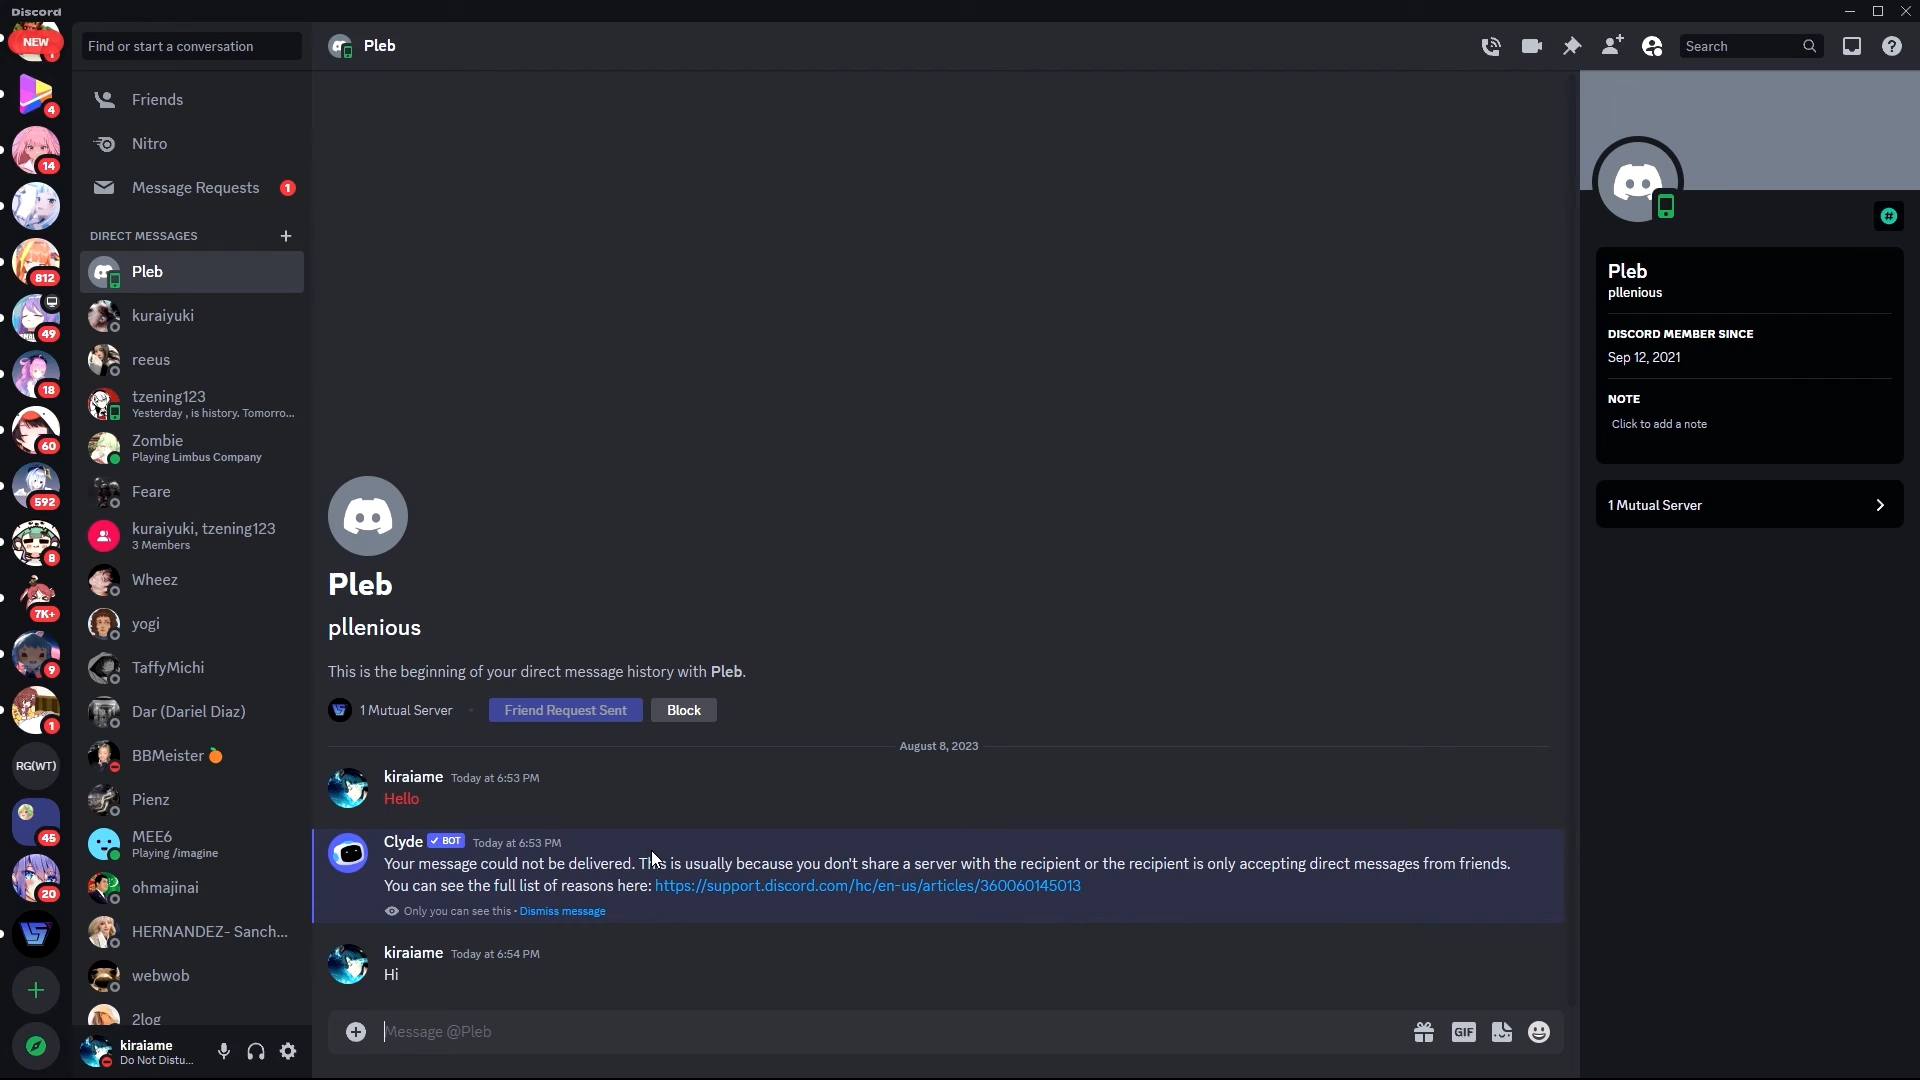 Discord
NEW
1
4
14
812
49
18
60
592
8
7K+
9
1
RG(WT)
45
20
Find or start a conversation
Friends
Nitro
Message Requests 1
DIRECT MESSAGES
Pleb
kuraiyuki
reeus
tzening123
Yesterday , is history. Tomorro...
Zombie
Playing Limbus Company
Feare
kuraiyuki, tzening123
3 Members
Wheez
yogi
TaffyMichi
Dar (Dariel Diaz)
BBMeister 🍊
Pienz
MEE6
Playing /imagine
ohmajinai
HERNANDEZ- Sanch...
webwob
2log
kiraiame
Do Not Distu...
Pleb
Search
Pleb
pllenious
This is the beginning of your direct message history with Pleb.
1 Mutual Server • Friend Request Sent Block
August 8, 2023
kiraiame Today at 6:53 PM
Hello
Clyde ✓ BOT Today at 6:53 PM
Your message could not be delivered. This is usually because you don't share a server with the recipient or the recipient is only accepting direct messages from friends.
You can see the full list of reasons here: https://support.discord.com/hc/en-us/articles/360060145013
Only you can see this • Dismiss message
kiraiame Today at 6:54 PM
Hi
Message @Pleb
GIF
Pleb
pllenious
DISCORD MEMBER SINCE
Sep 12, 2021
NOTE
Click to add a note
1 Mutual Server